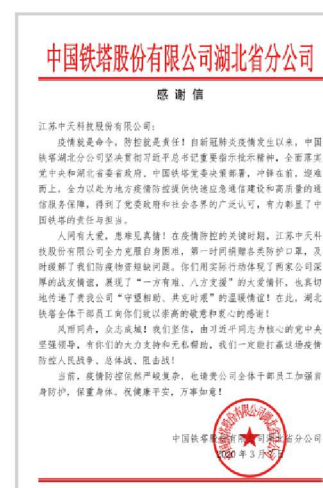 中国铁塔股份有限公司湖北省分公司
感谢信
江苏中天科技股份有限公司：
疫情就是命令，防控就是责任！自新冠肺炎疫情发生以来，中国
铁塔湖北分公司坚决贯彻习近平总书记重要指示批示精神，全面落实
党中央和湖北省委省政府、中国铁塔党委决策部署，冲锋在前，迎难
而上，全力以赴为地方疫情防控提供快速应急通信建设和高质量的通
信服务保障，得到了党委政府和社会各界的广泛认可，有力彰显了中
国铁塔的责任与担当。
人间有大爱，患难见真情！在疫情防控的关键时期，江苏中天科
技股份有限公司全力克服自身困难，第一时间捐赠各类防护口罩，及
时缓解了我们防疫物资短缺问题。你们用实际行动体现了两家公司深
厚的战友情谊，展现了“一方有难、八方支援”的大爱情怀，也真切
地传递了贵我公司“守望相助、共克时艰”的温暖情谊！在此，湖北
铁塔全体干部员工向你们致以崇高的敬意和衷心的感谢！
风雨同舟，众志成城！我们坚信，由习近平同志为核心的党中央
坚强领导，有你们的大力支持和无私帮助，我们一定能打赢这场疫情
防控人民战争、总体战、阻击战！
当前，疫情防控依然严峻复杂，也请贵公司全体干部员工加强自
身防护，保重身体，祝健康平安，万事如意！
中国铁塔股份有限公司湖北省分公司
2020年3月